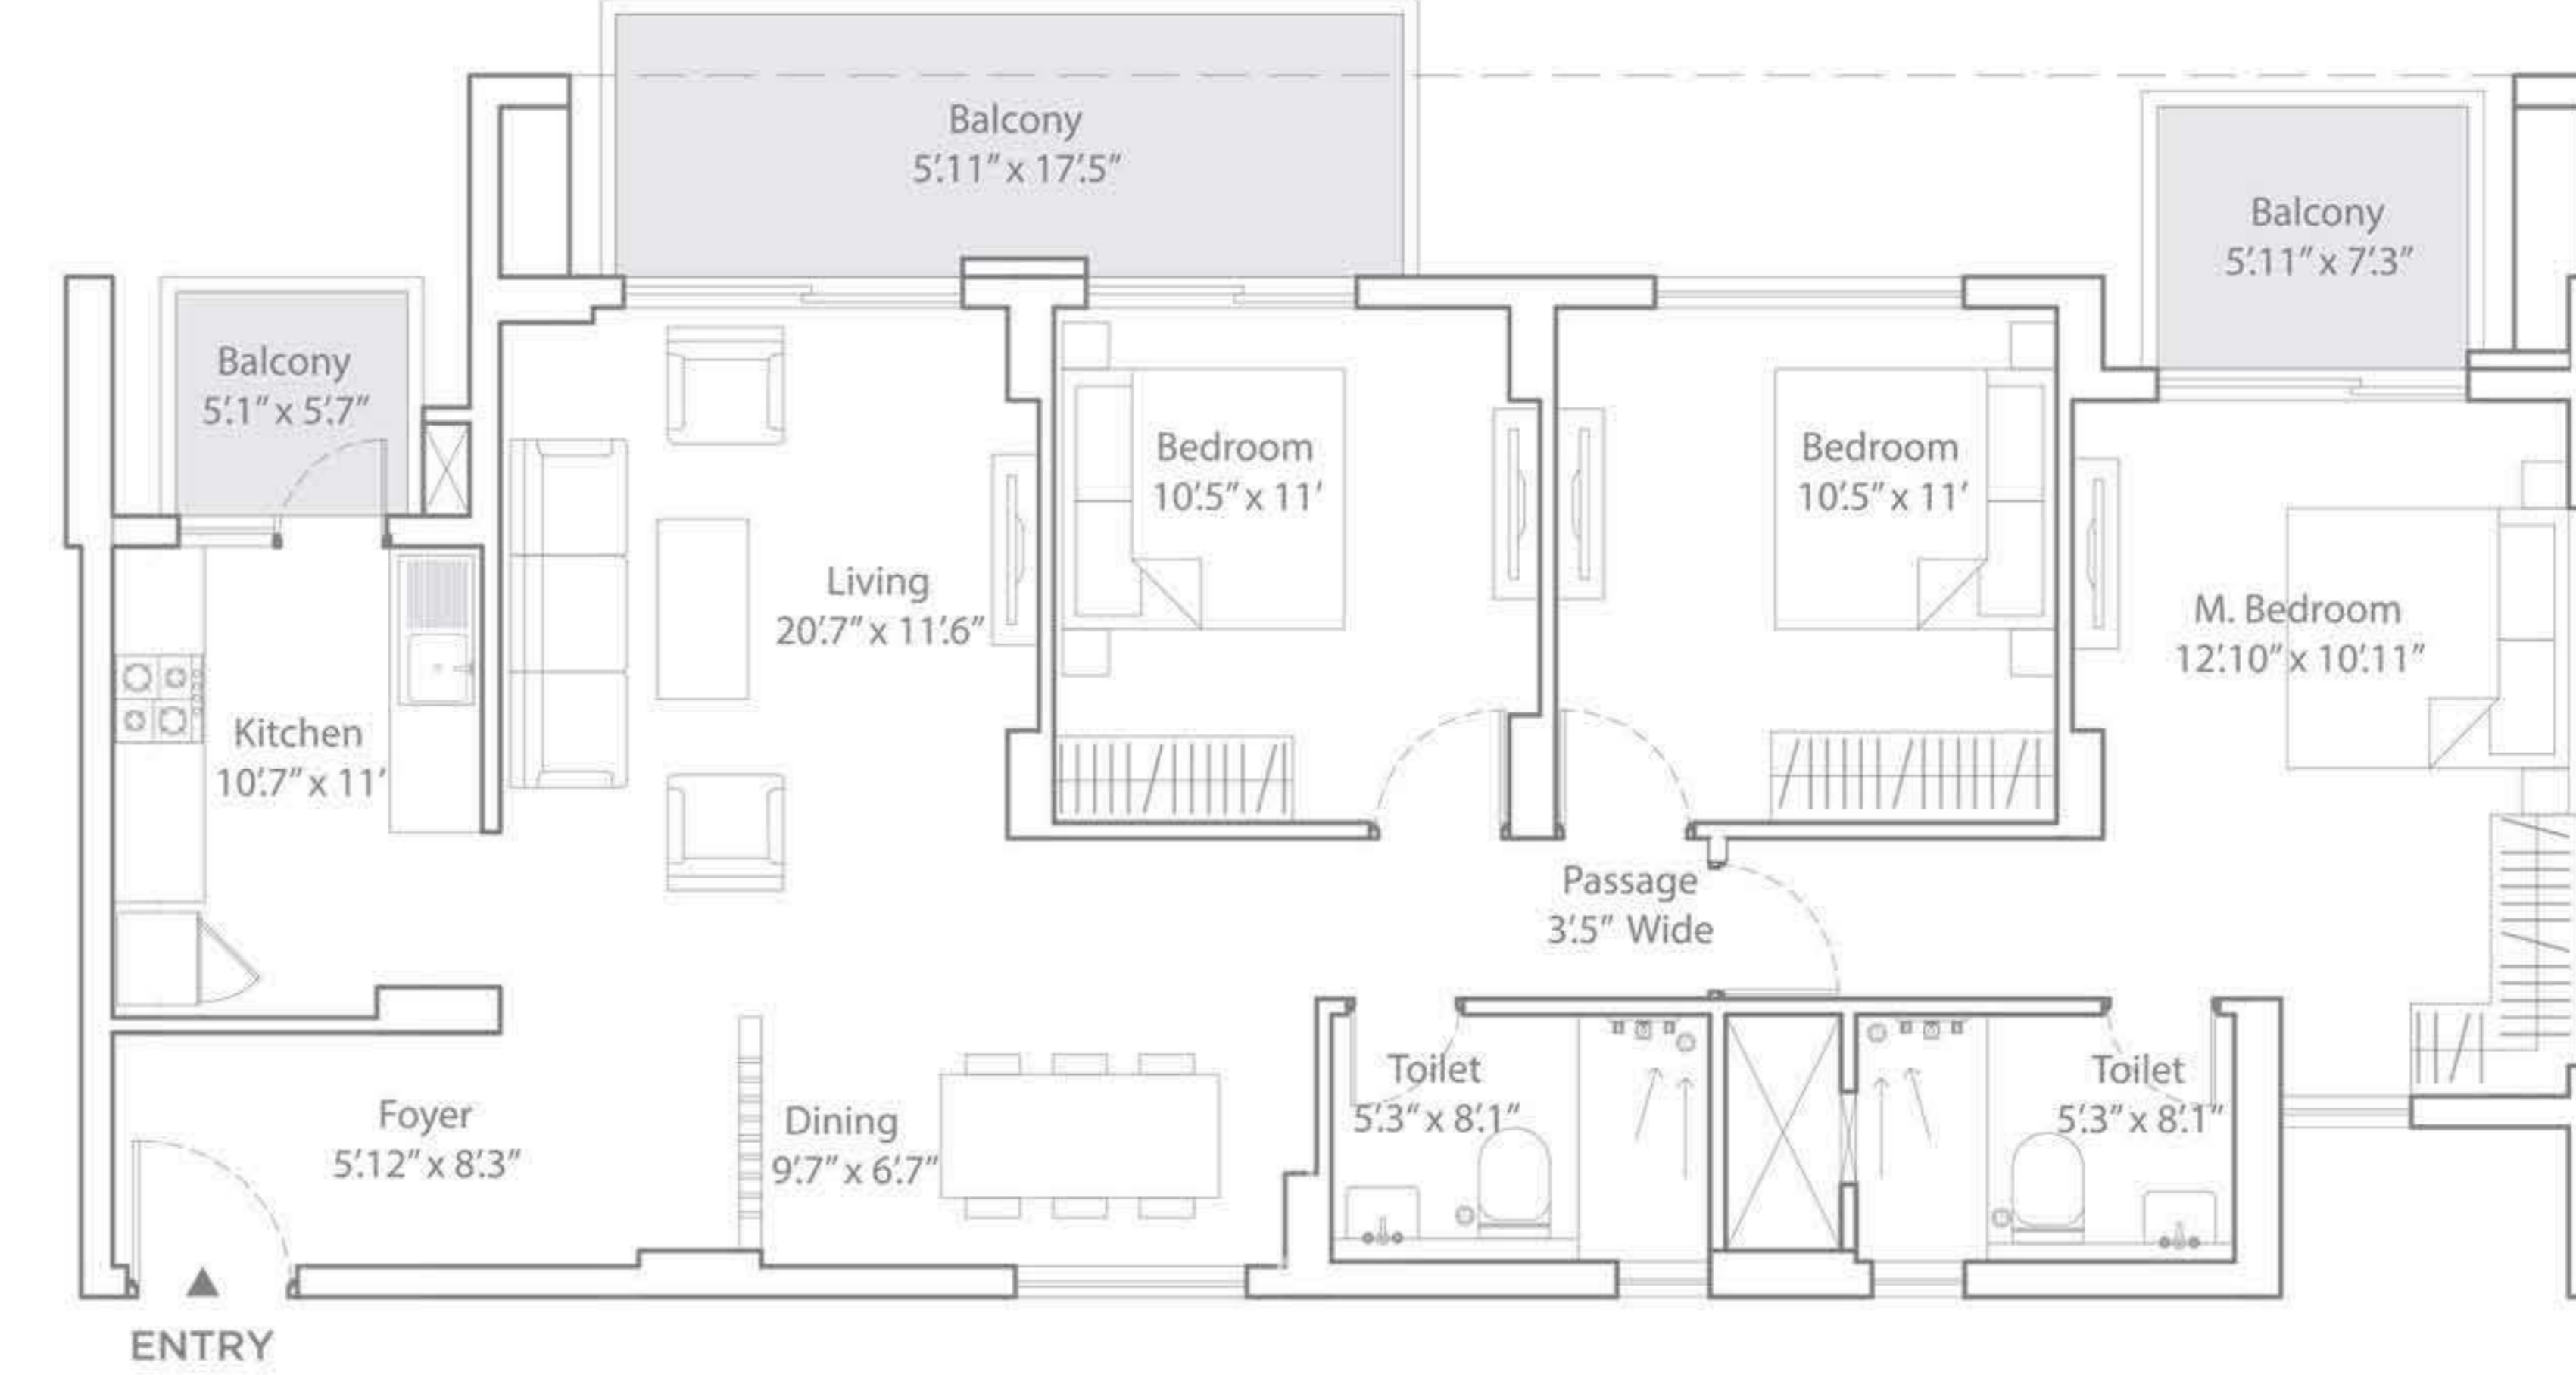 Balcony
5'.11" x 17'.5"
Balcony
5'.11" x 7'.3"
Balcony
5'.1" x 5'.7"
Bedroom
10'.5" x 11'
Bedroom
10'.5" x 11'
Living
20'.7" x 11'.6"
M. Bedroom
12'.10" x 10'.11"
Kitchen
10'.7" x 11'
Passage
3'.5" Wide
Foyer
5'.12" x 8'.3"
Dining
9'.7" x 6'.7"
Toilet
5'.3" x 8'.1"
Toilet
5'.3" x 8'.1"
ENTRY